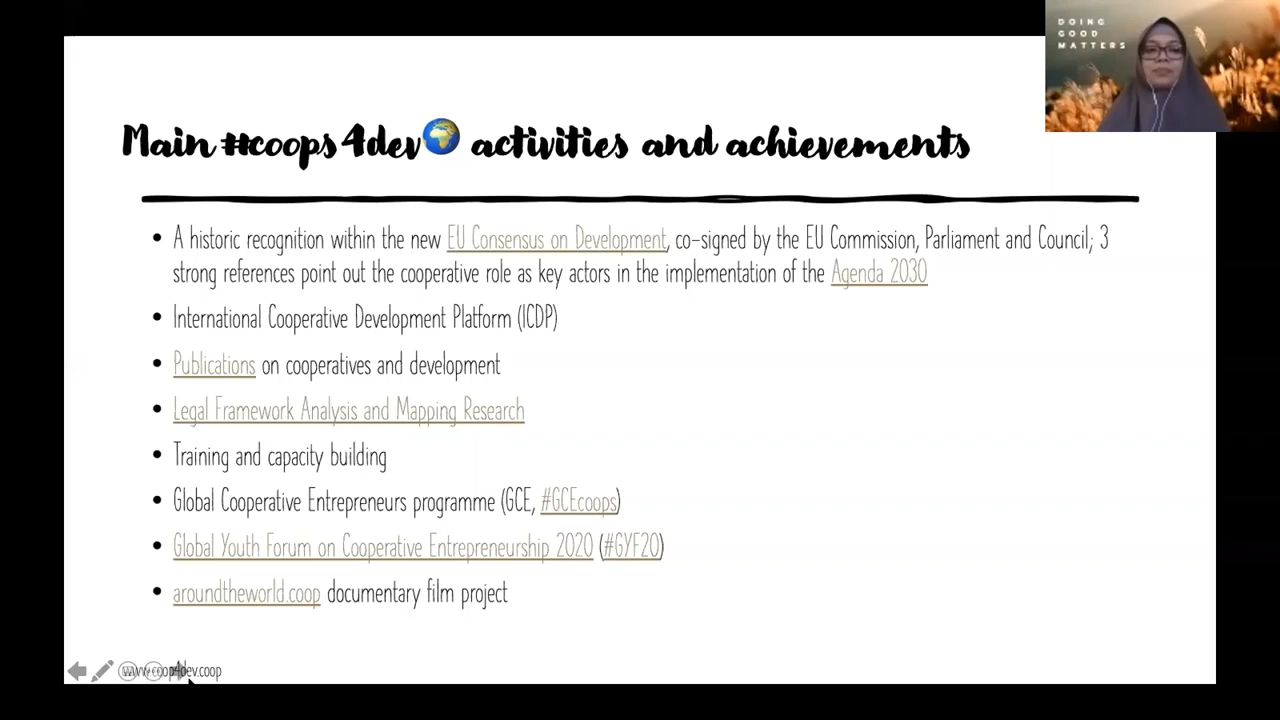 DOING
GOOD
MATTERS
Main #coops4dev🌍 activities and achievements
• A historic recognition within the new EU Consensus on Development, co-signed by the EU Commission, Parliament and Council; 3
strong references point out the cooperative role as key actors in the implementation of the Agenda 2030
• International Cooperative Development Platform (ICDP)
• Publications on cooperatives and development
• Legal Framework Analysis and Mapping Research
• Training and capacity building
• Global Cooperative Entrepreneurs programme (GCE, #GCEcoops)
• Global Youth Forum on Cooperative Entrepreneurship 2020 (#GYF20)
• aroundtheworld.coop documentary film project
www.coop4dev.coop